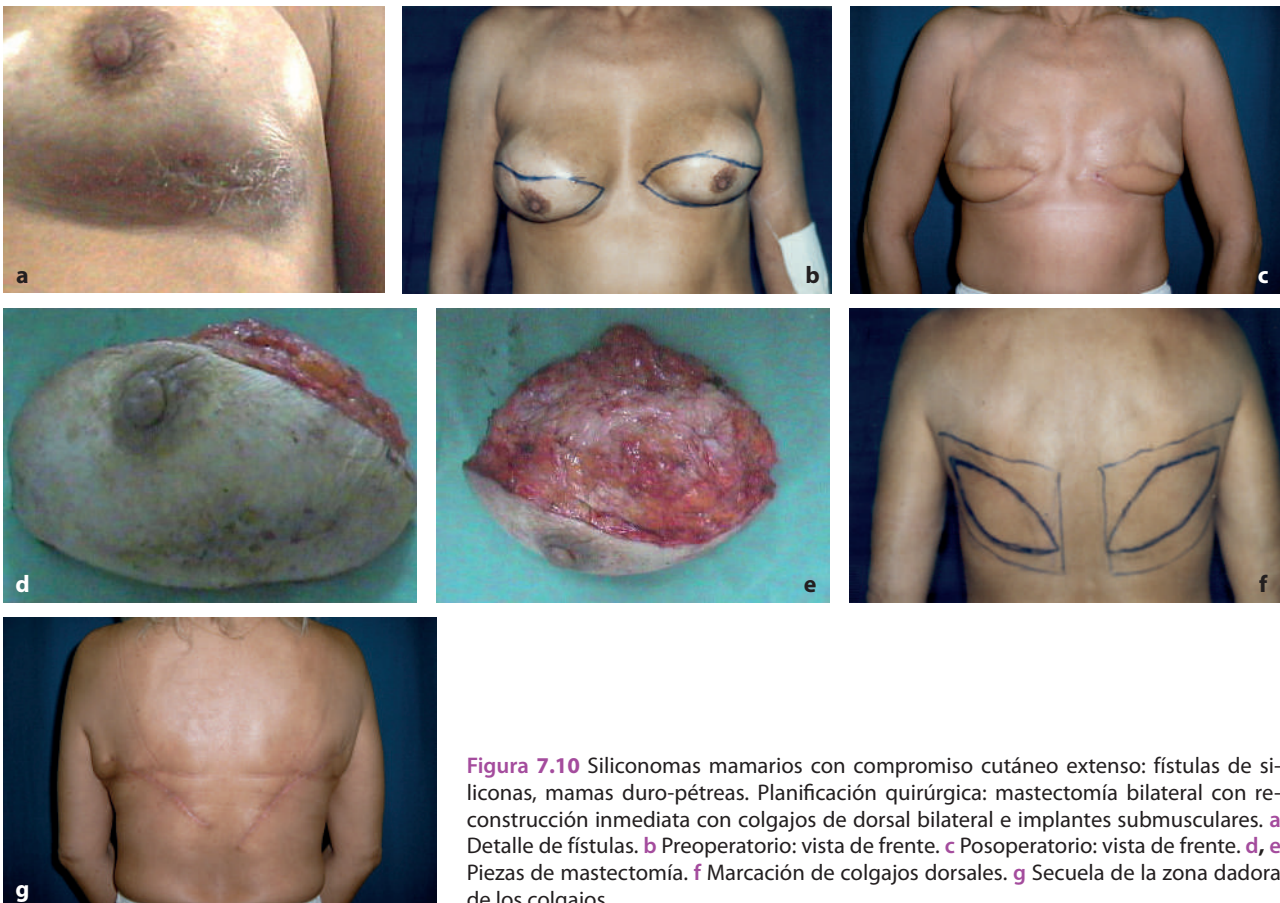 a
b
c
d
e
f
g
Figura 7.10 Siliconomas mamarios con compromiso cutáneo extenso: fístulas de si-
liconas, mamas duro-pétreas. Planificación quirúrgica: mastectomía bilateral con re-
construcción inmediata con colgajos de dorsal bilateral e implantes submusculares. a
Detalle de fístulas. b Preoperatorio: vista de frente. c Posoperatorio: vista de frente. d, e
Piezas de mastectomía. f Marcación de colgajos dorsales. g Secuela de la zona dadora
de los colgajos.